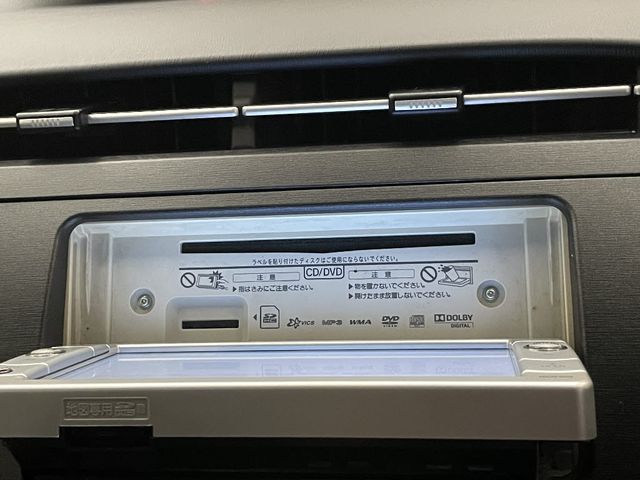 ラベルを貼り付けたディスクはご使用にならないでください。
注意 CD/DVD 注意
▶指はさみにご注意ください。
▶物を置かないでください。
▶開けたまま放置しないでください。
SD VICS MP3 WMA DVD VIDEO DOLBY DIGITAL
地図専用 SD